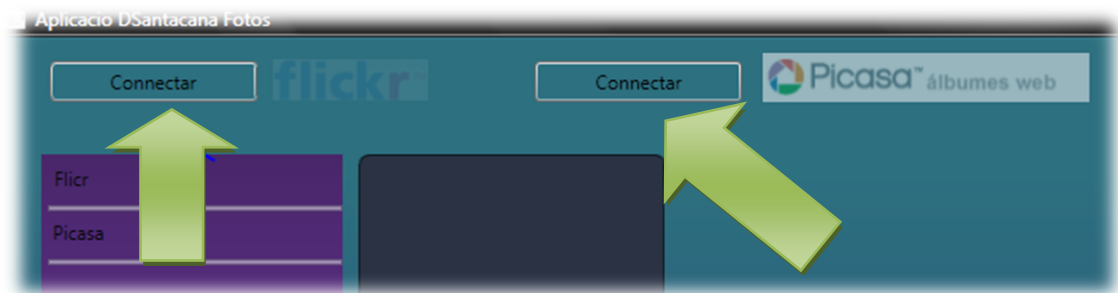 Aplicacio DSantacana Fotos
Connectar
flickr
Connectar
Picasa™ álbumes web
Flicr
Picasa